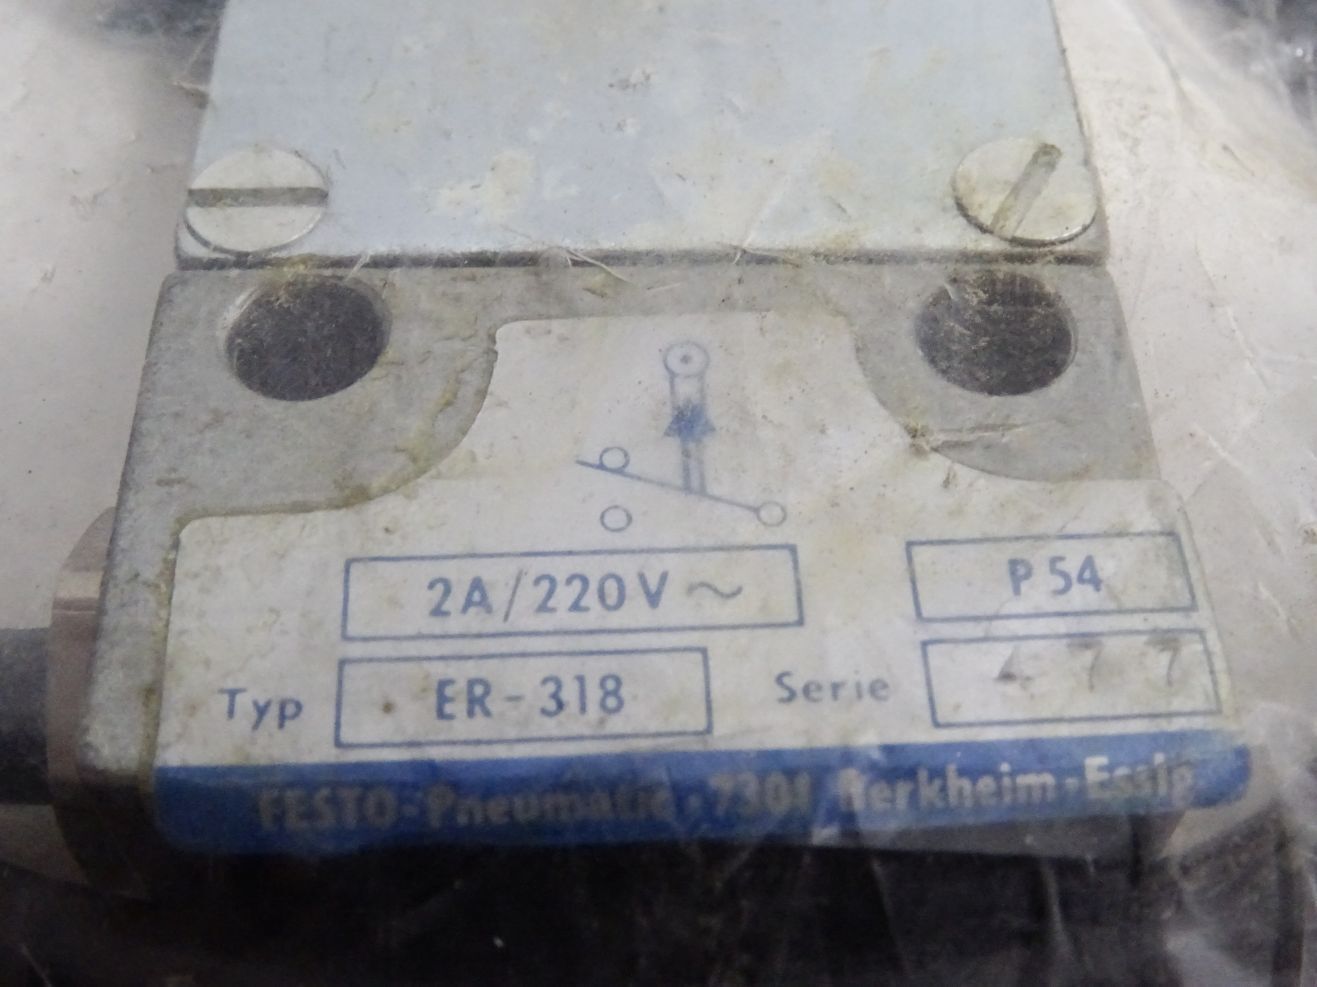 2A/220V ~
P 54
Typ ER-318 Serie 4 7 7
FESTO-Pneumatic · 7301 Berkheim · Esslg